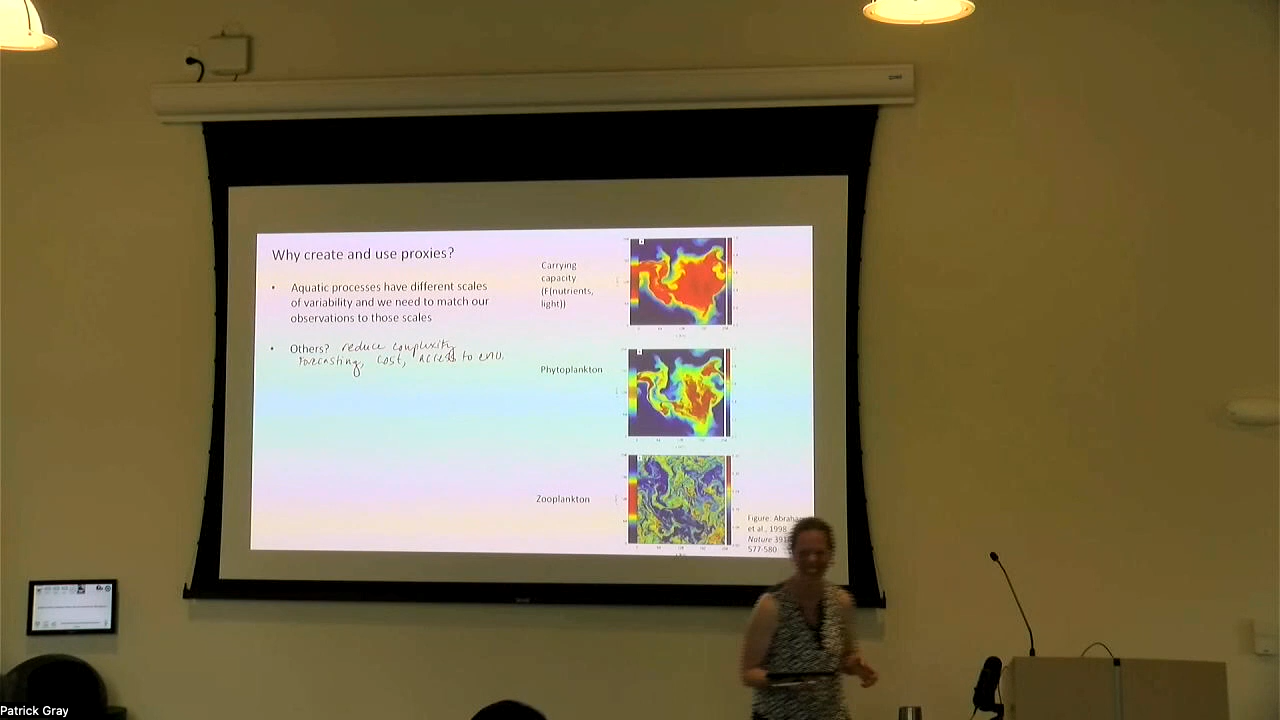 Why create and use proxies?
• Aquatic processes have different scales
of variability and we need to match our
observations to those scales
• Others? reduce complexity
forecasting, cost, access to env.
Carrying
capacity
(F(nutrients,
light))
Phytoplankton
Zooplankton
Figure: Abraha
et al., 1998
Nature 391
577-580
Patrick Gray